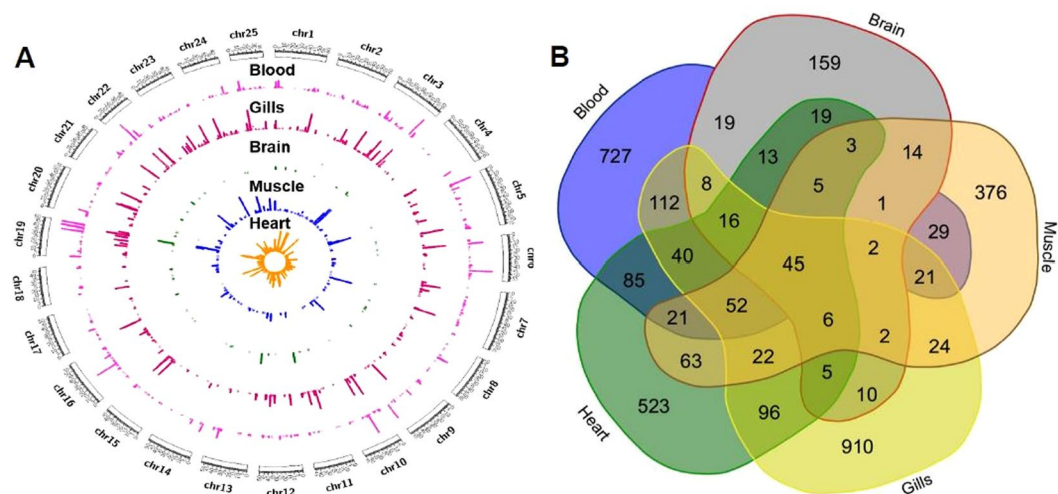 A
chr24 chr25 chr1 chr2
chr23 chr3
chr22 chr4
chr21 chr5
chr20 chr6
chr19 chr7
chr18 chr8
chr17 chr9
chr16 chr10
chr15 chr11
chr14 chr13 chr12
Blood
Gills
Brain
Muscle
Heart
B
Brain
Blood
Muscle
Heart
Gills
159
19 19
727 13 3 14 376
8 5 1
112 16 29
40 45 2
85 21
52
21 6 2 24
63 22
5 10
523 96
910